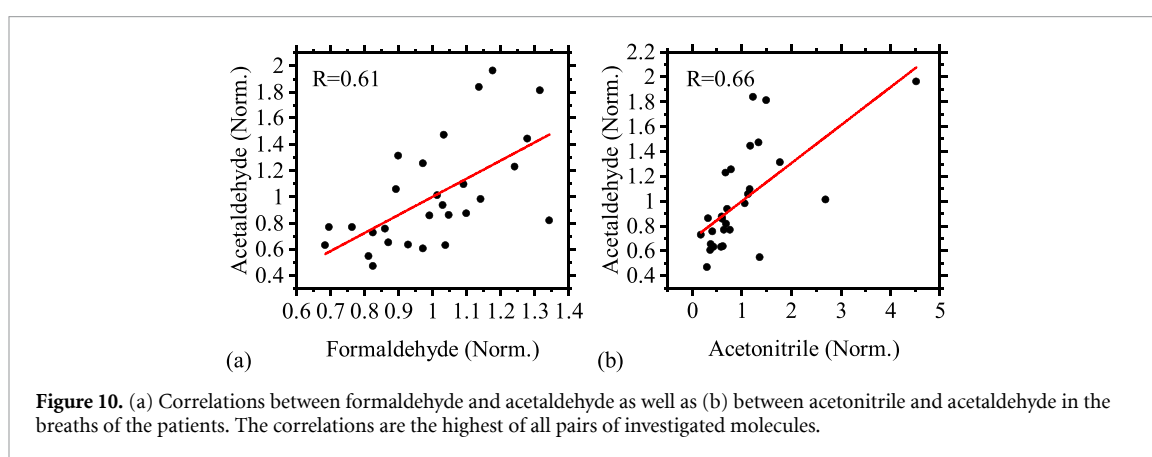 R=0.61
Acetaldehyde (Norm.)
2
1.8
1.6
1.4
1.2
1
0.8
0.6
0.4
0.6 0.7 0.8 0.9 1 1.1 1.2 1.3 1.4
Formaldehyde (Norm.)
(a)
R=0.66
Acetaldehyde (Norm.)
2.2
2
1.8
1.6
1.4
1.2
1
0.8
0.6
0.4
0 1 2 3 4 5
Acetonitrile (Norm.)
(b)
Figure 10. (a) Correlations between formaldehyde and acetaldehyde as well as (b) between acetonitrile and acetaldehyde in the
breaths of the patients. The correlations are the highest of all pairs of investigated molecules.